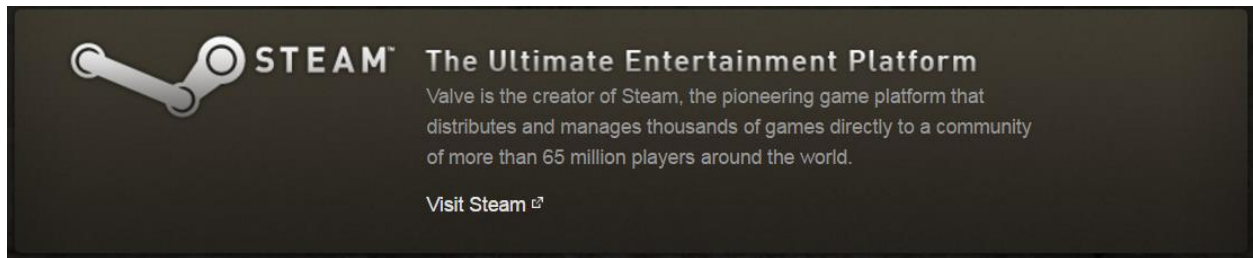 STEAM™
The Ultimate Entertainment Platform
Valve is the creator of Steam, the pioneering game platform that
distributes and manages thousands of games directly to a community
of more than 65 million players around the world.
Visit Steam